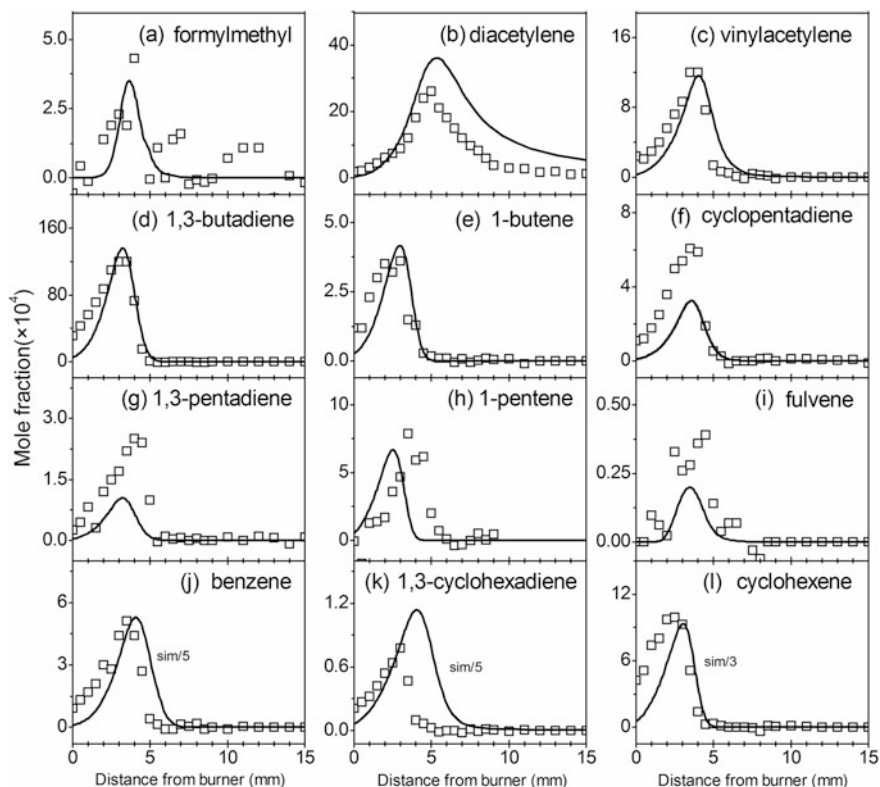 (a) formylmethyl
(b) diacetylene
(c) vinylacetylene
5.0
2.5
0.0
40
20
0
12
6
0
(d) 1,3-butadiene
(e) 1-butene
(f) cyclopentadiene
160
80
0
5.0
2.5
0.0
8
4
0
(g) 1,3-pentadiene
(h) 1-pentene
(i) fulvene
3.0
1.5
0.0
10
5
0
0.50
0.25
0.00
(j) benzene
(k) 1,3-cyclohexadiene
(l) cyclohexene
sim/5
sim/5
sim/3
6
3
0
1.2
0.6
0.0
12
6
0
Mole fraction(×10⁴)
0 5 10 15
0 5 10 15
0 5 10 15
Distance from burner (mm)
Distance from burner (mm)
Distance from burner (mm)